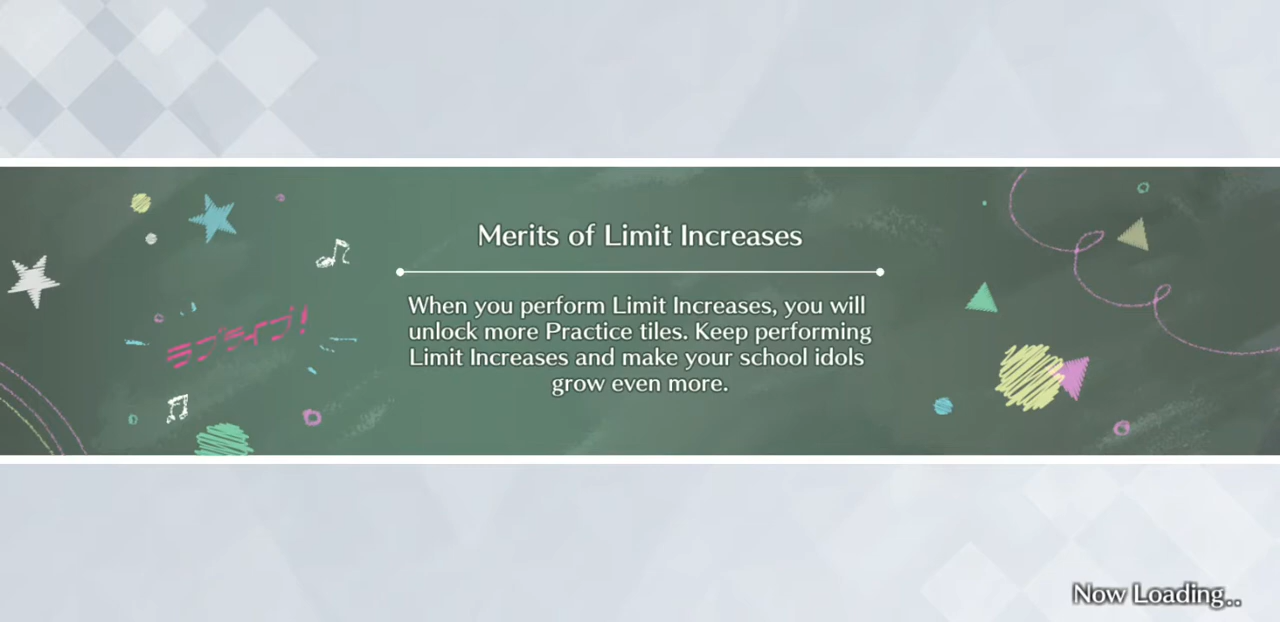 Merits of Limit Increases
When you perform Limit Increases, you will
unlock more Practice tiles. Keep performing
Limit Increases and make your school idols
grow even more.
ラブライブ!
Now Loading..